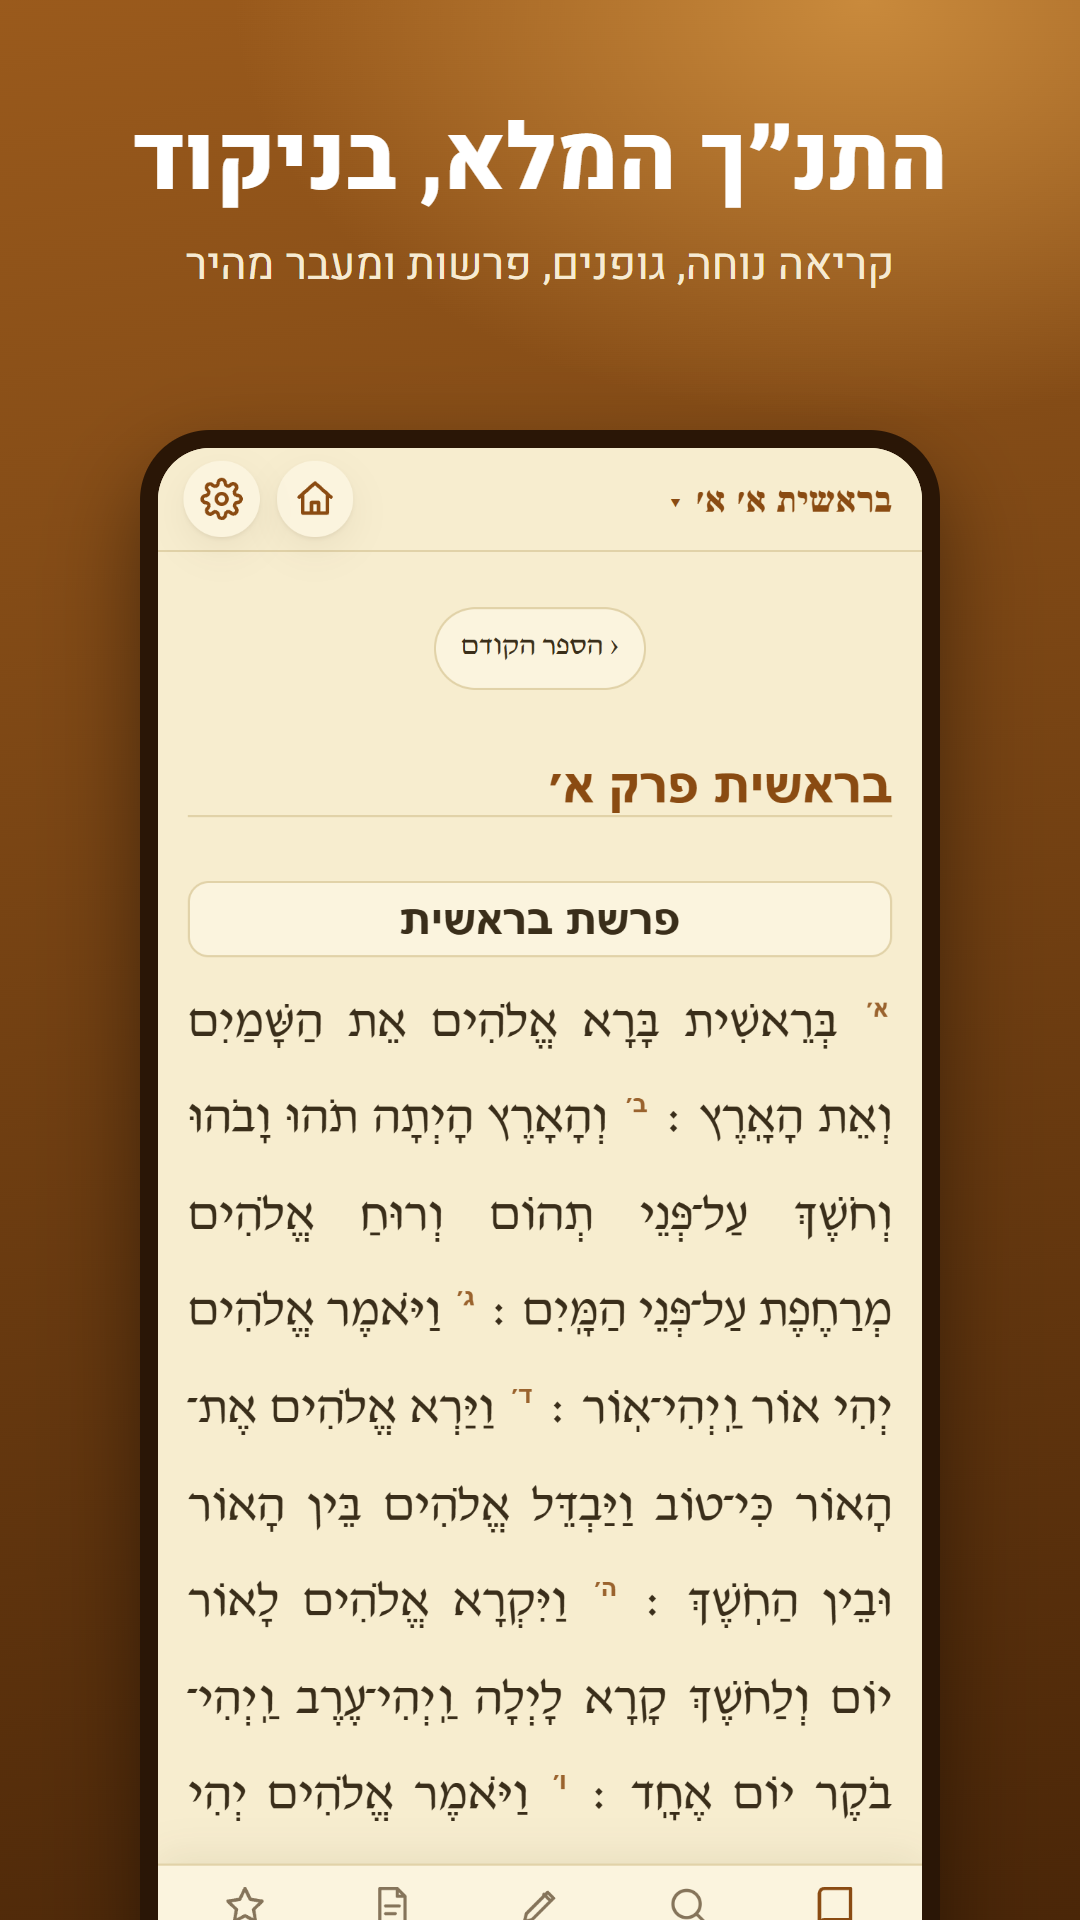 התנ״ך המלא, בניקוד
קריאה נוחה, גופנים, פרשות ומעבר מהיר
בראשית א׳ א׳ ▾
‹ הספר הקודם
בראשית פרק א׳
פרשת בראשית
א׳ בְּרֵאשִׁית בָּרָא אֱלֹהִים אֵת הַשָּׁמַיִם
וְאֵת הָאָֽרֶץ : ב׳ וְהָאָרֶץ הָיְתָה תֹהוּ וָבֹהוּ
וְחֹשֶׁךְ עַל־פְּנֵי תְהוֹם וְרוּחַ אֱלֹהִים
מְרַחֶפֶת עַל־פְּנֵי הַמָּֽיִם : ג׳ וַיֹּאמֶר אֱלֹהִים
יְהִי אוֹר וַֽיְהִי־אֽוֹר : ד׳ וַיַּרְא אֱלֹהִים אֶת־
הָאוֹר כִּי־טוֹב וַיַּבְדֵּל אֱלֹהִים בֵּין הָאוֹר
וּבֵין הַחֹֽשֶׁךְ : ה׳ וַיִּקְרָא אֱלֹהִים לָאוֹר
יוֹם וְלַחֹשֶׁךְ קָרָא לָיְלָה וַֽיְהִי־עֶרֶב וַֽיְהִי־
בֹקֶר יוֹם אֶחָֽד : ו׳ וַיֹּאמֶר אֱלֹהִים יְהִי